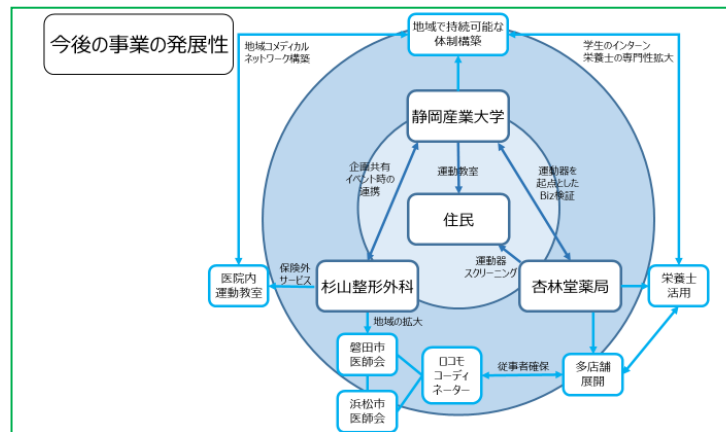 今後の事業の発展性
地域で持続可能な
体制構築
地域コメディカル
ネットワーク構築
学生のインターン
栄養士の専門性拡大
静岡産業大学
企画共有
イベント時の
連携
運動教室
運動器を
起点とした
Biz検証
住民
運動器
スクリーニング
医院内
運動教室
保険外
サービス
杉山整形外科
杏林堂薬局
栄養士
活用
地域の拡大
磐田市
医師会
ロコモ
コーディ
ネーター
従事者確保
多店舗
展開
浜松市
医師会